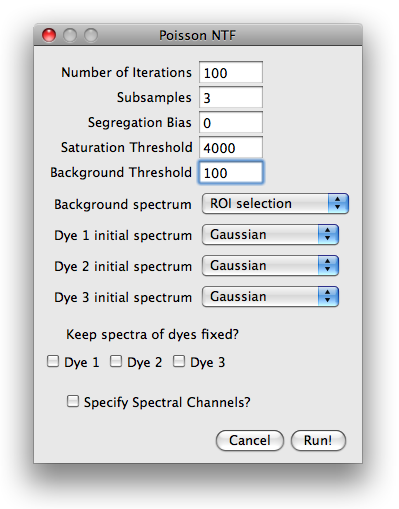 Poisson NTF
Number of Iterations 100
Subsamples 3
Segregation Bias 0
Saturation Threshold 4000
Background Threshold 100
Background spectrum ROI selection
Dye 1 initial spectrum Gaussian
Dye 2 initial spectrum Gaussian
Dye 3 initial spectrum Gaussian
Keep spectra of dyes fixed?
Dye 1 Dye 2 Dye 3
Specify Spectral Channels?
Cancel Run!